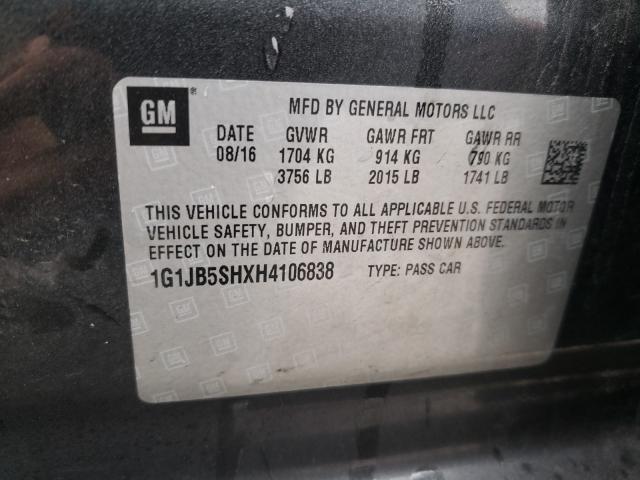 GM
MFD BY GENERAL MOTORS LLC
DATE GVWR GAWR FRT GAWR RR
08/16 1704 KG 914 KG 790 KG
3756 LB 2015 LB 1741 LB
THIS VEHICLE CONFORMS TO ALL APPLICABLE U.S. FEDERAL MOTOR
VEHICLE SAFETY, BUMPER, AND THEFT PREVENTION STANDARDS IN
EFFECT ON THE DATE OF MANUFACTURE SHOWN ABOVE.
1G1JB5SHXH4106838 TYPE: PASS CAR